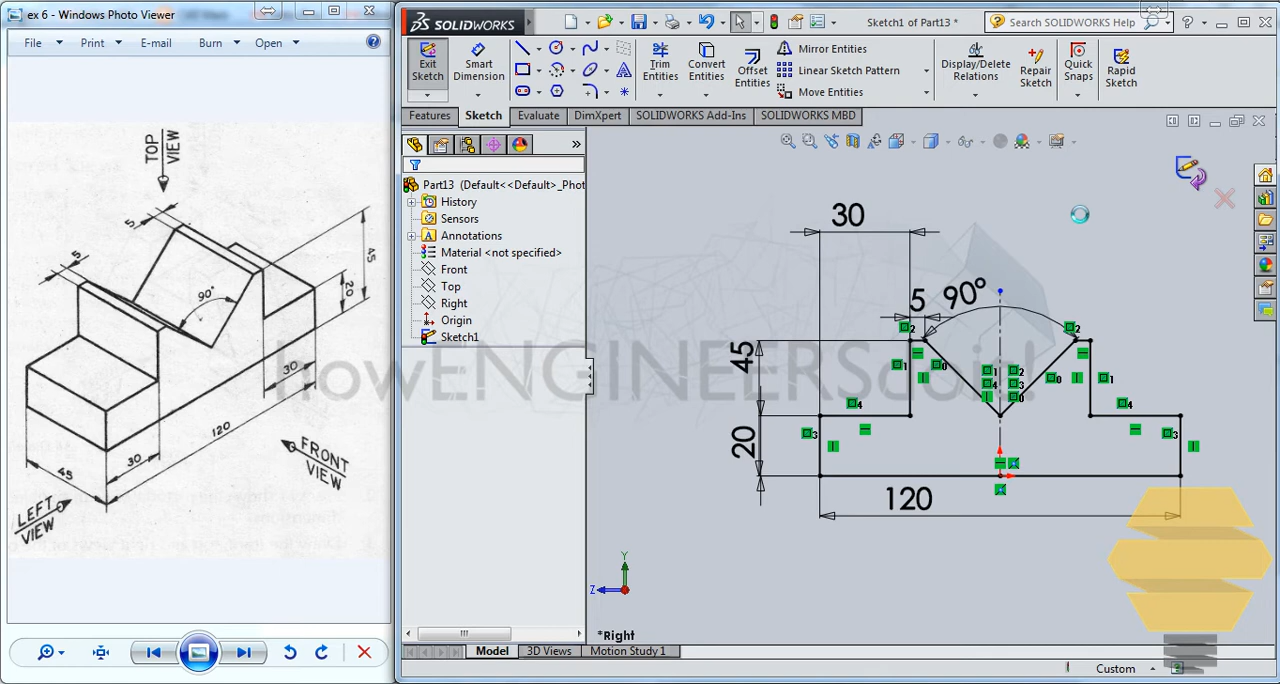 ex 6 - Windows Photo Viewer
File
Print
E-mail
Burn
Open
TOP
VIEW
5
5
90°
45
20
30
120
30
45
FRONT
VIEW
LEFT
VIEW
SOLIDWORKS
Sketch1 of Part13 *
Search SOLIDWORKS Help
Exit
Sketch
Smart
Dimension
Trim
Entities
Convert
Entities
Offset
Entities
Mirror Entities
Linear Sketch Pattern
Move Entities
Display/Delete
Relations
Repair
Sketch
Quick
Snaps
Rapid
Sketch
Features
Sketch
Evaluate
DimXpert
SOLIDWORKS Add-Ins
SOLIDWORKS MBD
Part13 (Default<<Default>_Phot
History
Sensors
Annotations
Material <not specified>
Front
Top
Right
Origin
Sketch1
30
5
90°
45
20
120
howENGINEERSdoit!
Y
Z
*Right
Model
3D Views
Motion Study 1
Custom